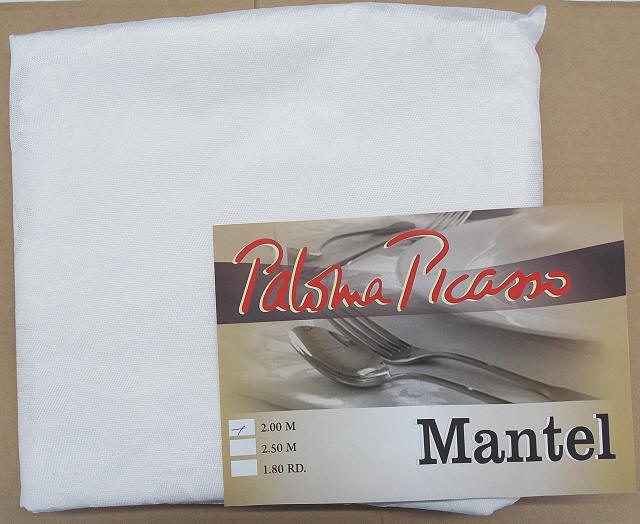 Paloma Picasso
2.00 M
2.50 M
1.80 RD.
Mantel